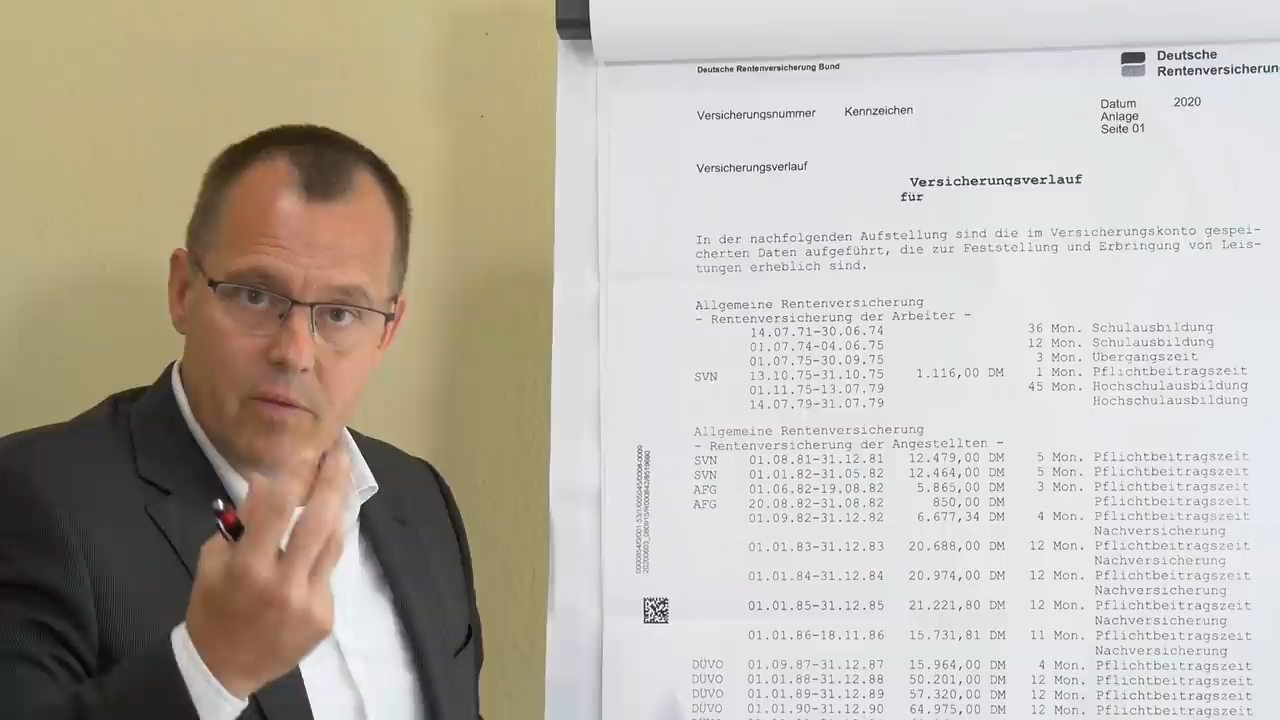 Deutsche Rentenversicherung Bund
Deutsche
Rentenversicherun
Versicherungsnummer Kennzeichen
Datum .2020
Anlage
Seite 01
Versicherungsverlauf
Versicherungsverlauf
für
In der nachfolgenden Aufstellung sind die im Versicherungskonto gespei-
cherten Daten aufgeführt, die zur Feststellung und Erbringung von Leis-
tungen erheblich sind.
Allgemeine Rentenversicherung
- Rentenversicherung der Arbeiter -
14.07.71-30.06.74 36 Mon. Schulausbildung
01.07.74-04.06.75 12 Mon. Schulausbildung
01.07.75-30.09.75 3 Mon. Übergangszeit
SVN 13.10.75-31.10.75 1.116,00 DM 1 Mon. Pflichtbeitragszeit
01.11.75-13.07.79 45 Mon. Hochschulausbildung
14.07.79-31.07.79 Hochschulausbildung
Allgemeine Rentenversicherung
- Rentenversicherung der Angestellten -
SVN 01.08.81-31.12.81 12.479,00 DM 5 Mon. Pflichtbeitragszeit
SVN 01.01.82-31.05.82 12.464,00 DM 5 Mon. Pflichtbeitragszeit
AFG 01.06.82-19.08.82 5.865,00 DM 3 Mon. Pflichtbeitragszeit
AFG 20.08.82-31.08.82 850,00 DM Pflichtbeitragszeit
01.09.82-31.12.82 6.677,34 DM 4 Mon. Pflichtbeitragszeit
Nachversicherung
01.01.83-31.12.83 20.688,00 DM 12 Mon. Pflichtbeitragszeit
Nachversicherung
01.01.84-31.12.84 20.974,00 DM 12 Mon. Pflichtbeitragszeit
Nachversicherung
01.01.85-31.12.85 21.221,80 DM 12 Mon. Pflichtbeitragszeit
Nachversicherung
01.01.86-18.11.86 15.731,81 DM 11 Mon. Pflichtbeitragszeit
Nachversicherung
DÜVO 01.09.87-31.12.87 15.964,00 DM 4 Mon. Pflichtbeitragszeit
DÜVO 01.01.88-31.12.88 50.201,00 DM 12 Mon. Pflichtbeitragszeit
DÜVO 01.01.89-31.12.89 57.320,00 DM 12 Mon. Pflichtbeitragszeit
DÜVO 01.01.90-31.12.90 64.975,00 DM 12 Mon. Pflichtbeitragszeit